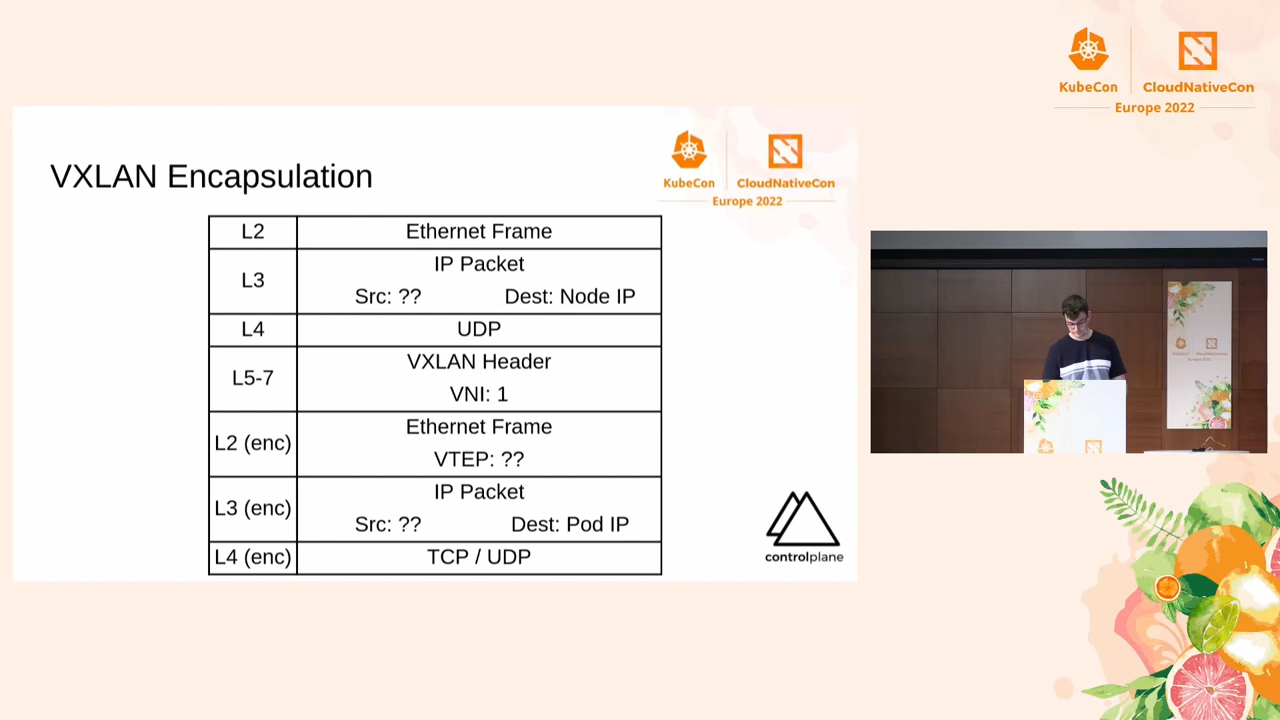 KubeCon
CloudNativeCon
Europe 2022
VXLAN Encapsulation
KubeCon
CloudNativeCon
Europe 2022
L2 Ethernet Frame
L3 IP Packet
Src: ?? Dest: Node IP
L4 UDP
L5-7 VXLAN Header
VNI: 1
L2 (enc) Ethernet Frame
VTEP: ??
L3 (enc) IP Packet
Src: ?? Dest: Pod IP
L4 (enc) TCP / UDP
controlplane